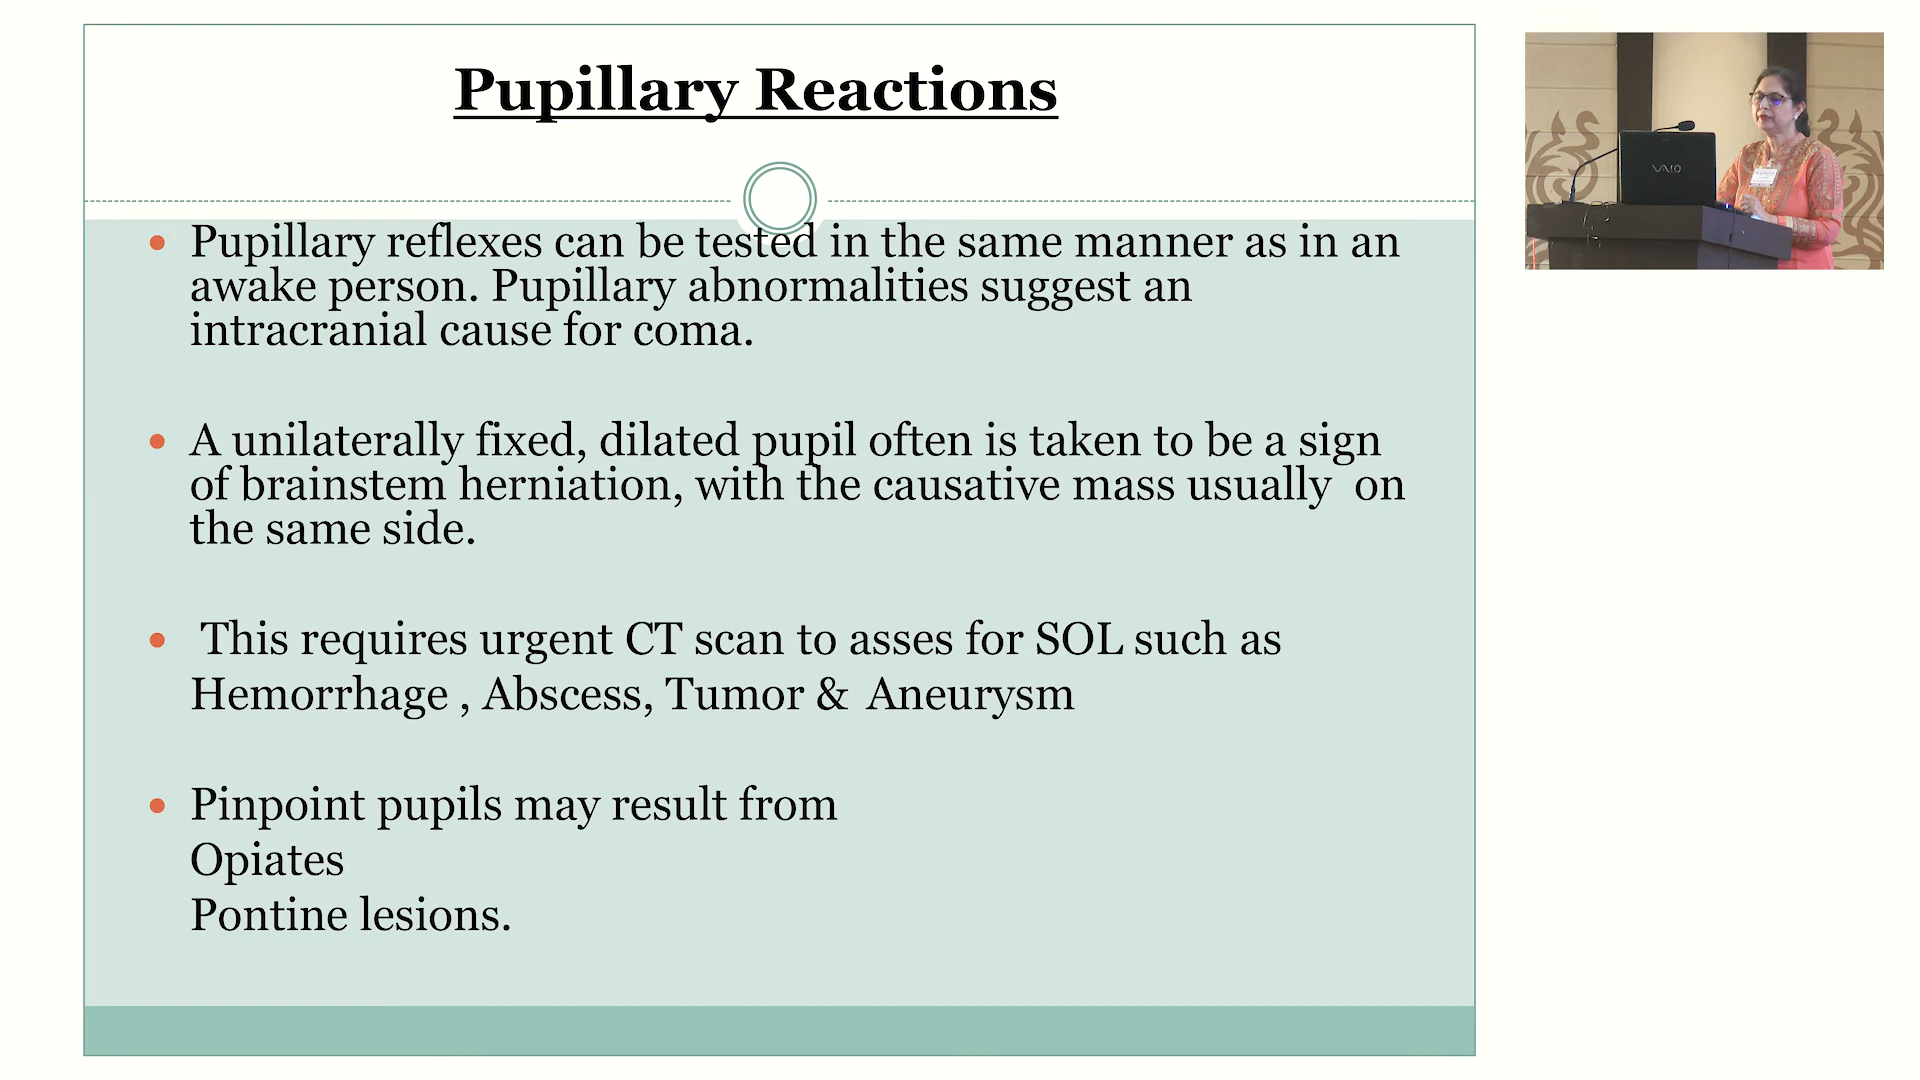 Pupillary Reactions
• Pupillary reflexes can be tested in the same manner as in an
awake person. Pupillary abnormalities suggest an
intracranial cause for coma.
• A unilaterally fixed, dilated pupil often is taken to be a sign
of brainstem herniation, with the causative mass usually on
the same side.
• This requires urgent CT scan to asses for SOL such as
Hemorrhage , Abscess, Tumor & Aneurysm
• Pinpoint pupils may result from
Opiates
Pontine lesions.
VAIO